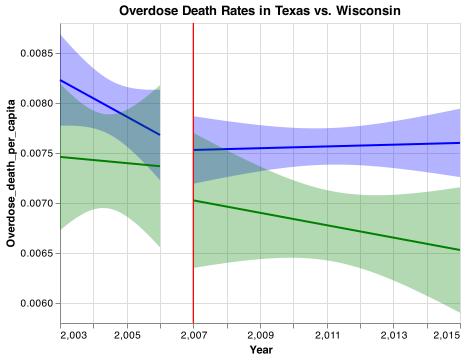 Overdose Death Rates in Texas vs. Wisconsin
Overdose_death_per_capita
0.0085
0.0080
0.0075
0.0070
0.0065
0.0060
2,003 2,005 2,007 2,009 2,011 2,013 2,015
Year